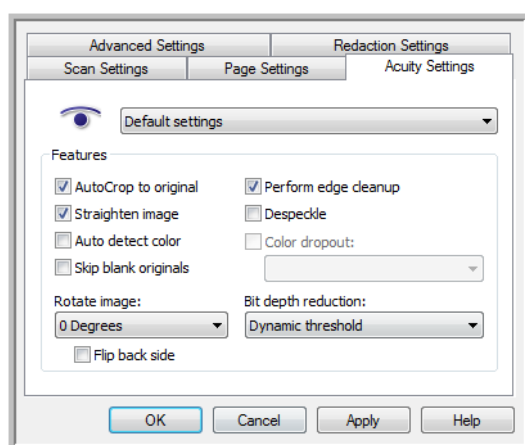 Advanced Settings Redaction Settings
Scan Settings Page Settings Acuity Settings
Default settings
Features
AutoCrop to original Perform edge cleanup
Straighten image Despeckle
Auto detect color Color dropout:
Skip blank originals
Rotate image: Bit depth reduction:
0 Degrees Dynamic threshold
Flip back side
OK Cancel Apply Help